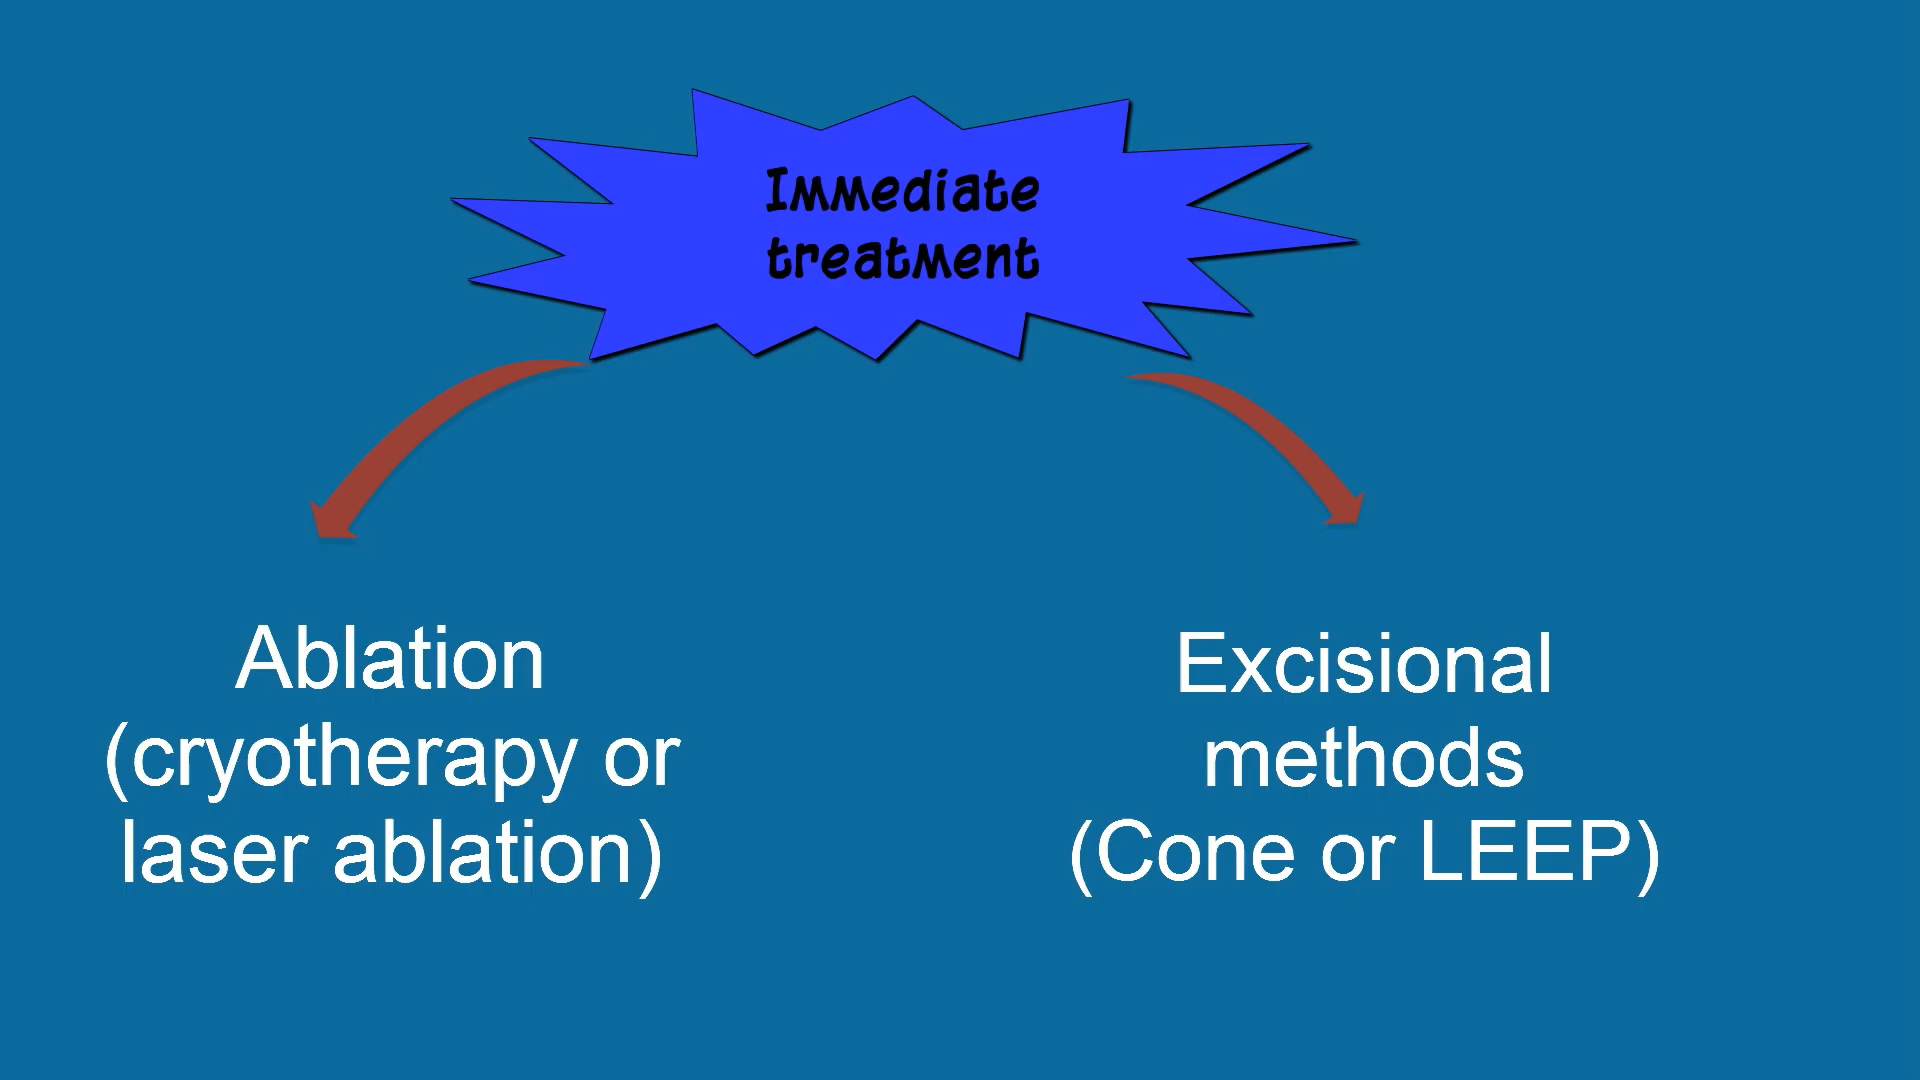 Immediate
treatment
Ablation
(cryotherapy or
laser ablation)
Excisional
methods
(Cone or LEEP)